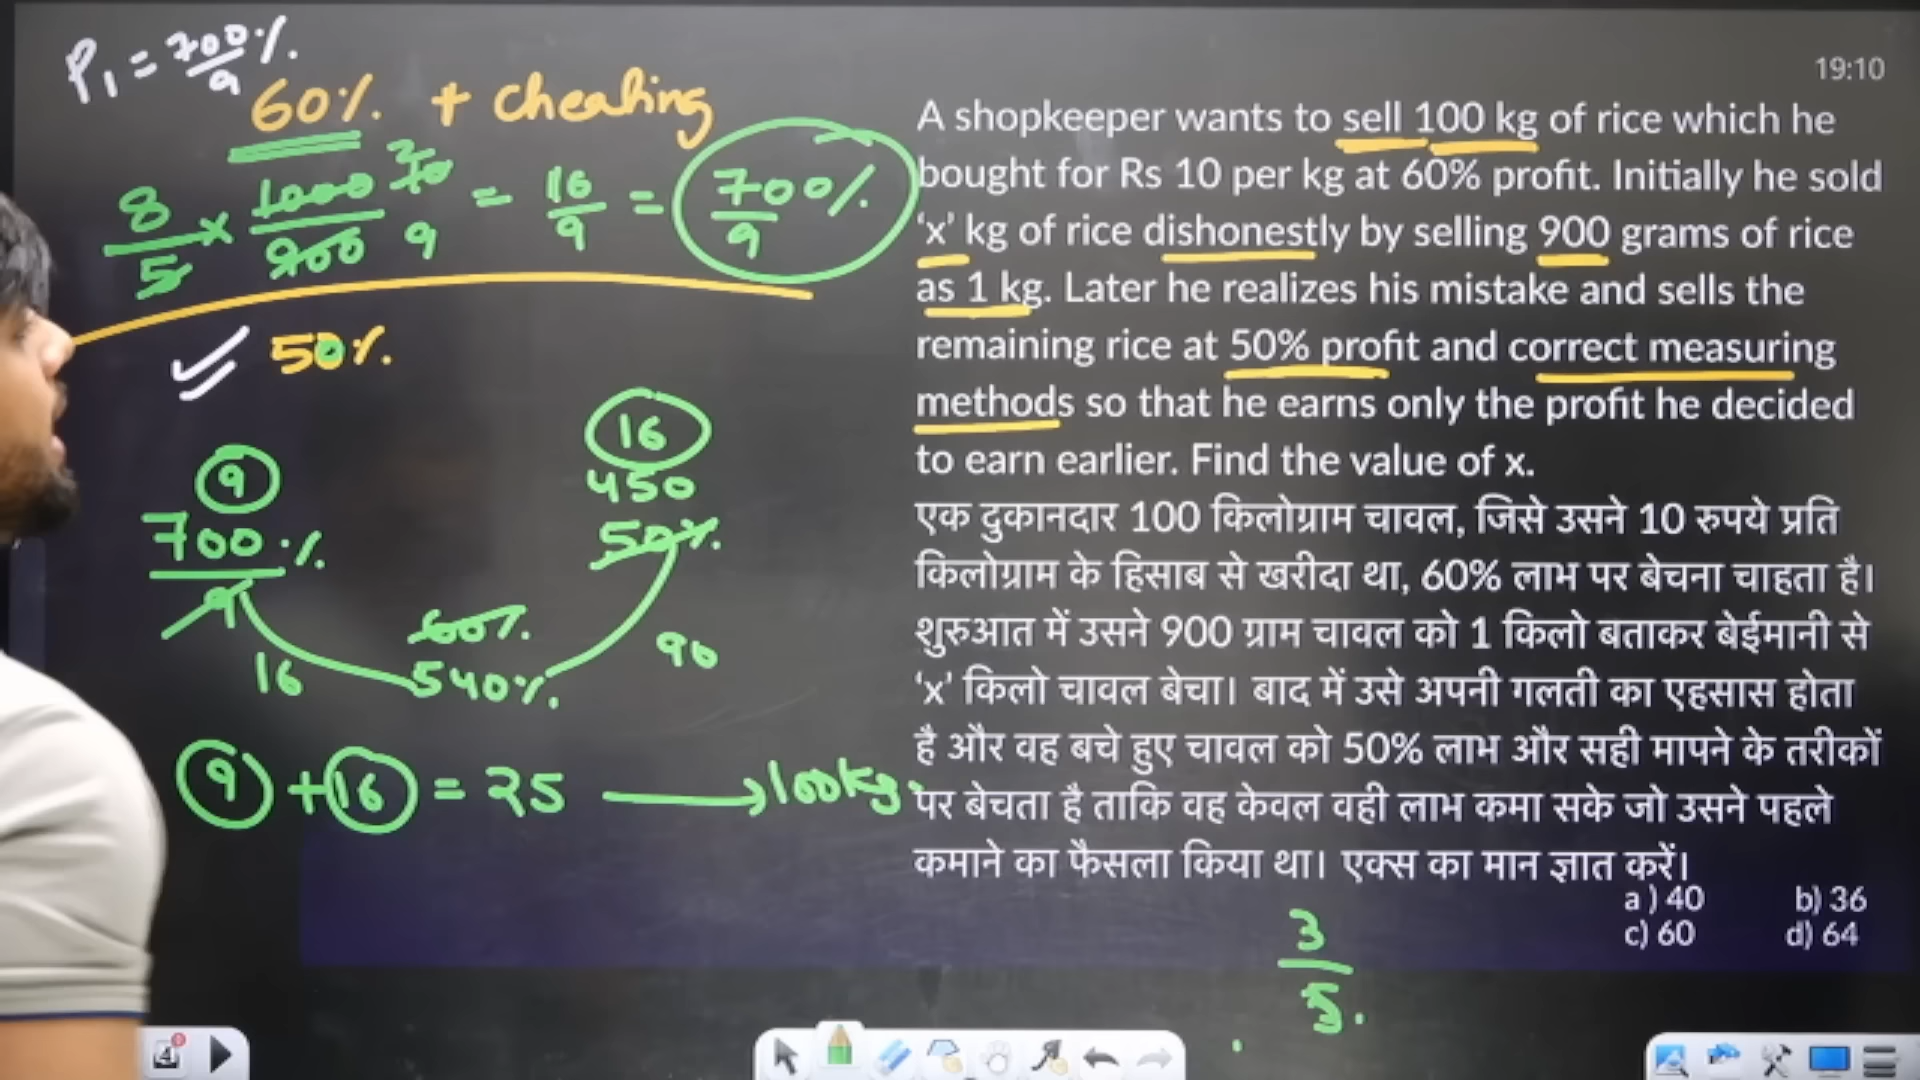 P₁ = 700/9 %
60% + cheating
8/5 × 1000/900 20 9 = 16/9 = 700/9 %
50%
9
700/9 %
16
16
450
50%
60%
540%
90
9 + 16 = 25 → 100kg.
19:10
A shopkeeper wants to sell 100 kg of rice which he
bought for Rs 10 per kg at 60% profit. Initially he sold
‘x’ kg of rice dishonestly by selling 900 grams of rice
as 1 kg. Later he realizes his mistake and sells the
remaining rice at 50% profit and correct measuring
methods so that he earns only the profit he decided
to earn earlier. Find the value of x.
एक दुकानदार 100 किलोग्राम चावल, जिसे उसने 10 रुपये प्रति
किलोग्राम के हिसाब से खरीदा था, 60% लाभ पर बेचना चाहता है।
शुरुआत में उसने 900 ग्राम चावल को 1 किलो बताकर बेईमानी से
‘x’ किलो चावल बेचा। बाद में उसे अपनी गलती का एहसास होता
है और वह बचे हुए चावल को 50% लाभ और सही मापने के तरीकों
पर बेचता है ताकि वह केवल वही लाभ कमा सके जो उसने पहले
कमाने का फैसला किया था। एक्स का मान ज्ञात करें।
a ) 40 b) 36
c) 60 d) 64
3/5.
4